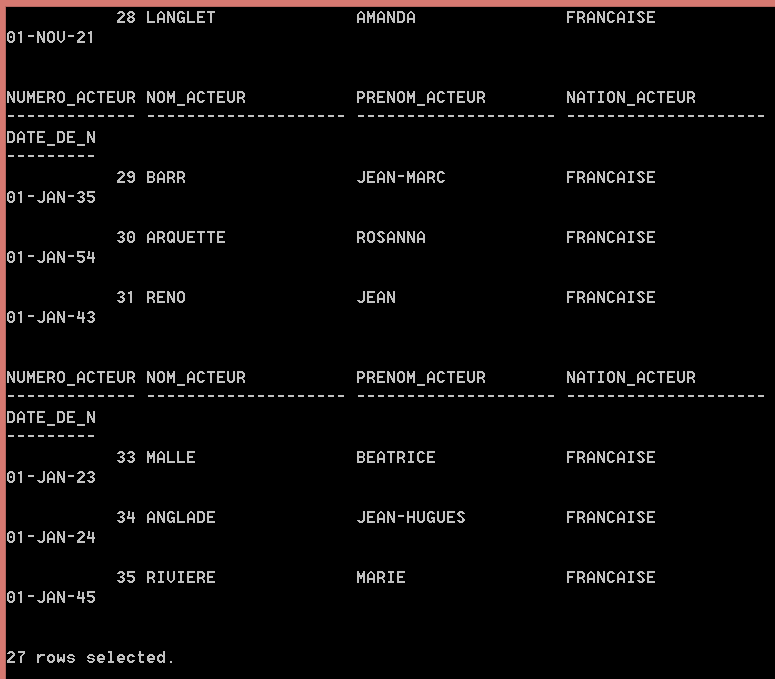 28 LANGLET AMANDA FRANCAISE
01-NOV-21
NUMERO_ACTEUR NOM_ACTEUR PRENOM_ACTEUR NATION_ACTEUR
------------- -------------------- -------------------- --------------------
DATE_DE_N
---------
29 BARR JEAN-MARC FRANCAISE
01-JAN-35
30 ARQUETTE ROSANNA FRANCAISE
01-JAN-54
31 RENO JEAN FRANCAISE
01-JAN-43
NUMERO_ACTEUR NOM_ACTEUR PRENOM_ACTEUR NATION_ACTEUR
------------- -------------------- -------------------- --------------------
DATE_DE_N
---------
33 MALLE BEATRICE FRANCAISE
01-JAN-23
34 ANGLADE JEAN-HUGUES FRANCAISE
01-JAN-24
35 RIVIERE MARIE FRANCAISE
01-JAN-45
27 rows selected.